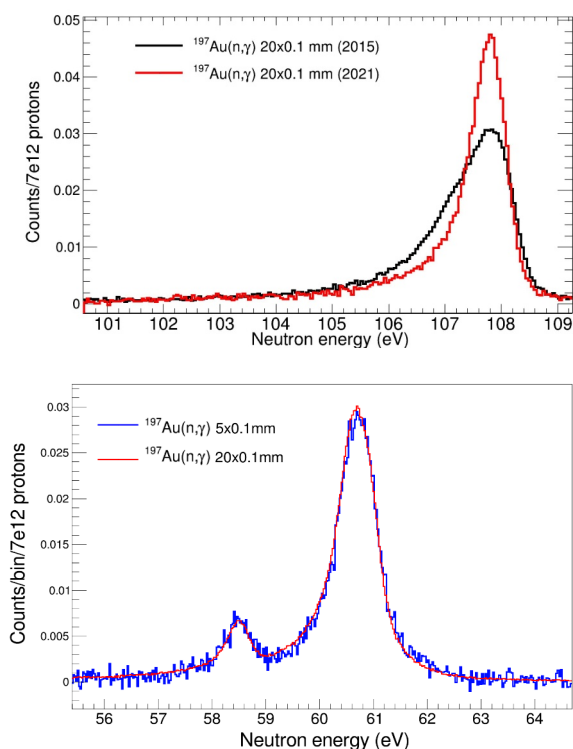 ¹⁹⁷Au(n,γ) 20x0.1 mm (2015)
¹⁹⁷Au(n,γ) 20x0.1 mm (2021)
Counts/7e12 protons
0.05
0.04
0.03
0.02
0.01
0
101 102 103 104 105 106 107 108 109
Neutron energy (eV)
¹⁹⁷Au(n,γ) 5x0.1mm
¹⁹⁷Au(n,γ) 20x0.1mm
Counts/bin/7e12 protons
0.03
0.025
0.02
0.015
0.01
0.005
0
56 57 58 59 60 61 62 63 64
Neutron energy (eV)